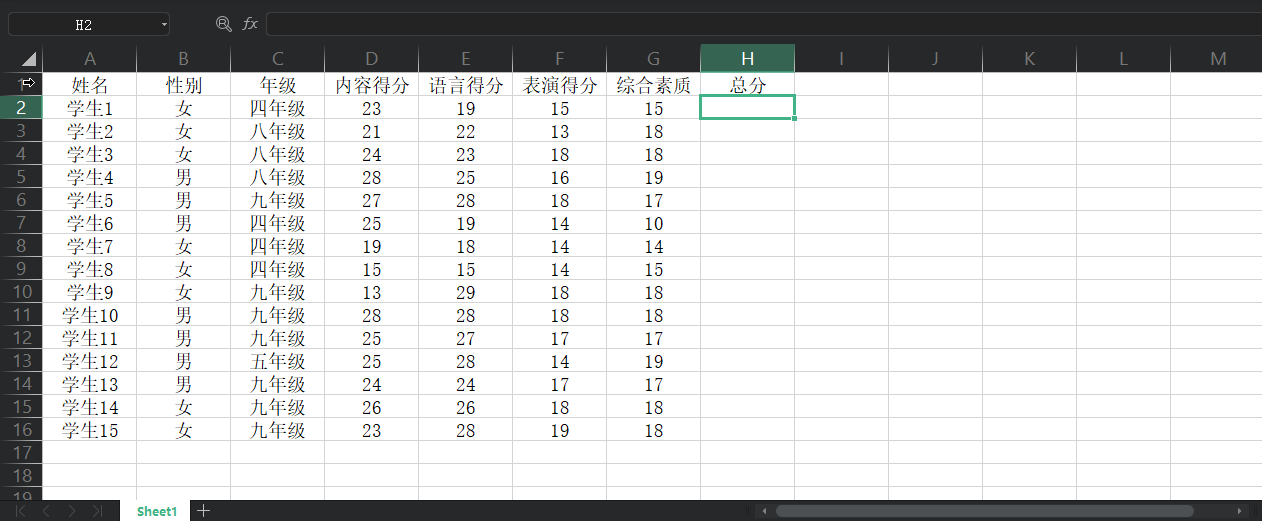 H2 fx
A B C D E F G H I J K L M
1 姓名 性别 年级 内容得分 语言得分 表演得分 综合素质 总分
2 学生1 女 四年级 23 19 15 15
3 学生2 女 八年级 21 22 13 18
4 学生3 女 八年级 24 23 18 18
5 学生4 男 八年级 28 25 16 19
6 学生5 男 九年级 27 28 18 17
7 学生6 男 四年级 25 19 14 10
8 学生7 女 四年级 19 18 14 14
9 学生8 女 四年级 15 15 14 15
10 学生9 女 九年级 13 29 18 18
11 学生10 男 九年级 28 28 18 18
12 学生11 男 九年级 25 27 17 17
13 学生12 男 五年级 25 28 14 19
14 学生13 男 九年级 24 24 17 17
15 学生14 女 九年级 26 26 18 18
16 学生15 女 九年级 23 28 19 18
17
18
19
Sheet1